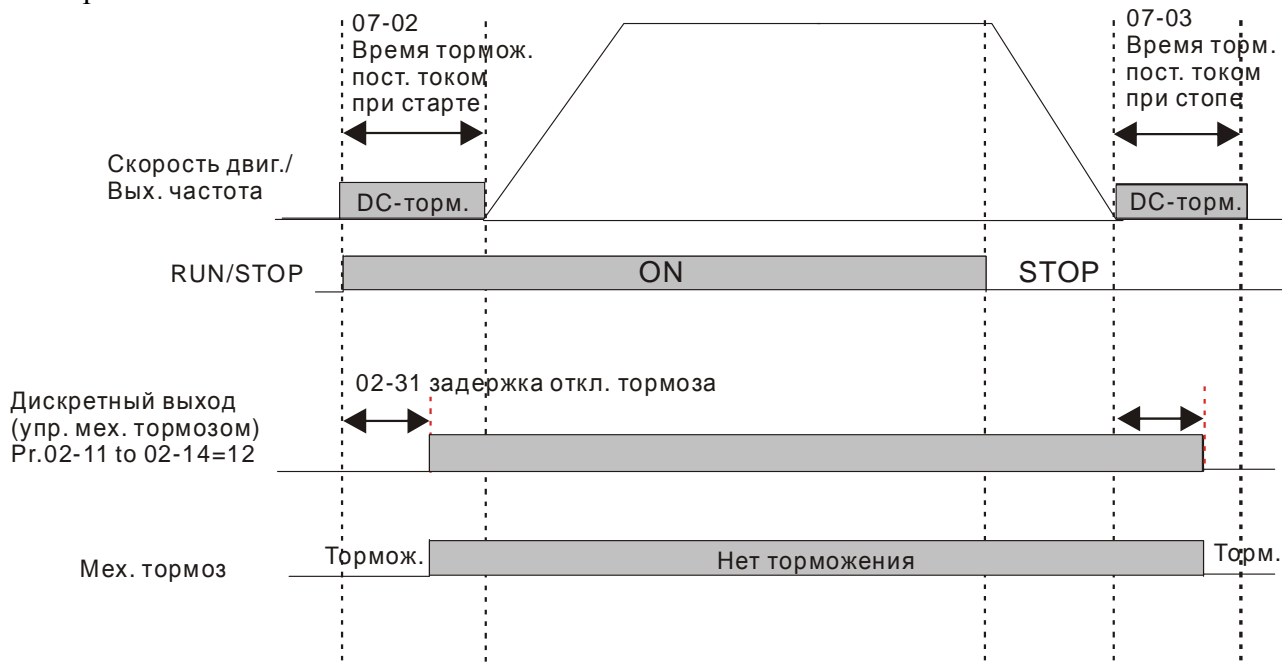 07-02
Время тормож.
пост. током
при старте
07-03
Время торм.
пост. током
при стопе
Скорость двиг./
Вых. частота
DC-торм.
DC-торм.
RUN/STOP
ON
STOP
02-31 задержка откл. тормоза
Дискретный выход
(упр. мех. тормозом)
Pr.02-11 to 02-14=12
Мех. тормоз
Тормож.
Нет торможения
Торм.